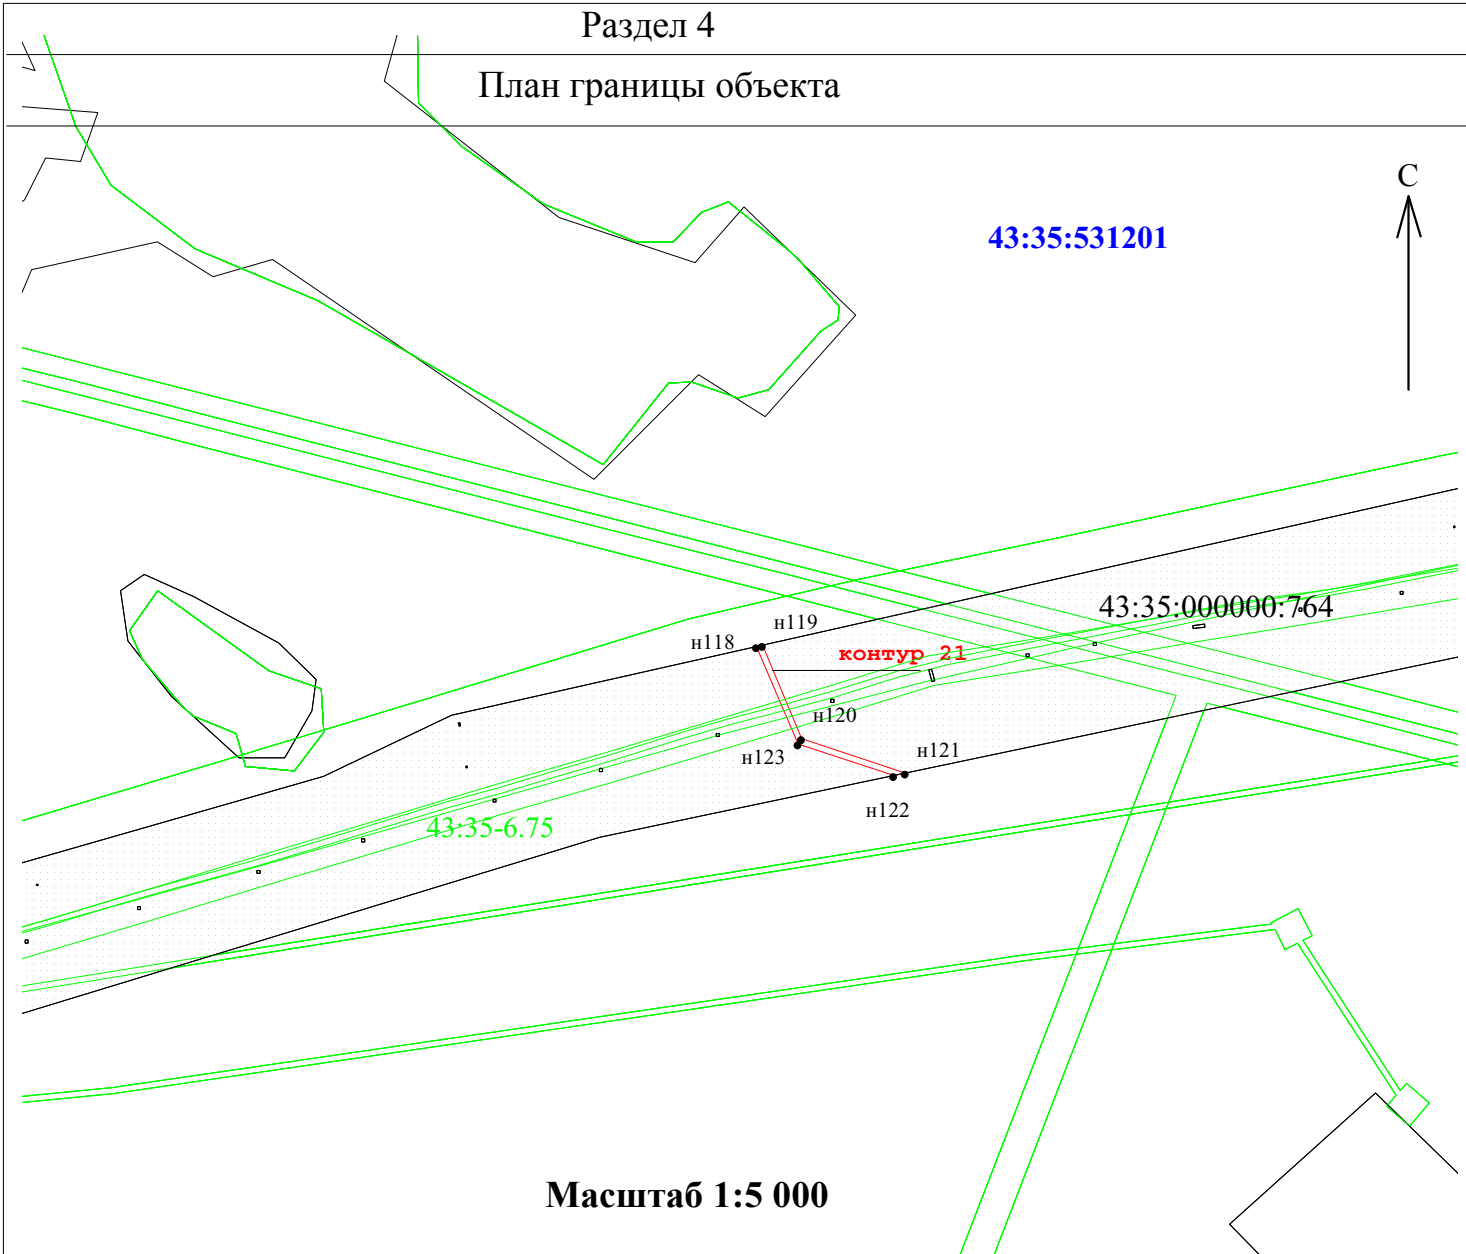 Раздел 4
План границы объекта
С
43:35:531201
43:35:000000:764
н119
н118
контур 21
н120
н123
н121
н122
43:35-6.75
Масштаб 1:5 000